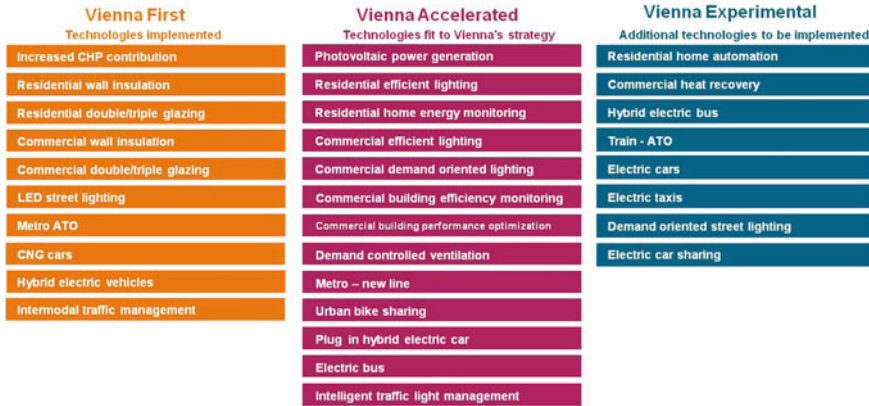 Vienna First
Technologies implemented
Increased CHP contribution
Residential wall insulation
Residential double/triple glazing
Commercial wall insulation
Commercial double/triple glazing
LED street lighting
Metro ATO
CNG cars
Hybrid electric vehicles
Intermodal traffic management
Vienna Accelerated
Technologies fit to Vienna's strategy
Photovoltaic power generation
Residential efficient lighting
Residential home energy monitoring
Commercial efficient lighting
Commercial demand oriented lighting
Commercial building efficiency monitoring
Commercial building performance optimization
Demand controlled ventilation
Metro – new line
Urban bike sharing
Plug in hybrid electric car
Electric bus
Intelligent traffic light management
Vienna Experimental
Additional technologies to be implemented
Residential home automation
Commercial heat recovery
Hybrid electric bus
Train - ATO
Electric cars
Electric taxis
Demand oriented street lighting
Electric car sharing